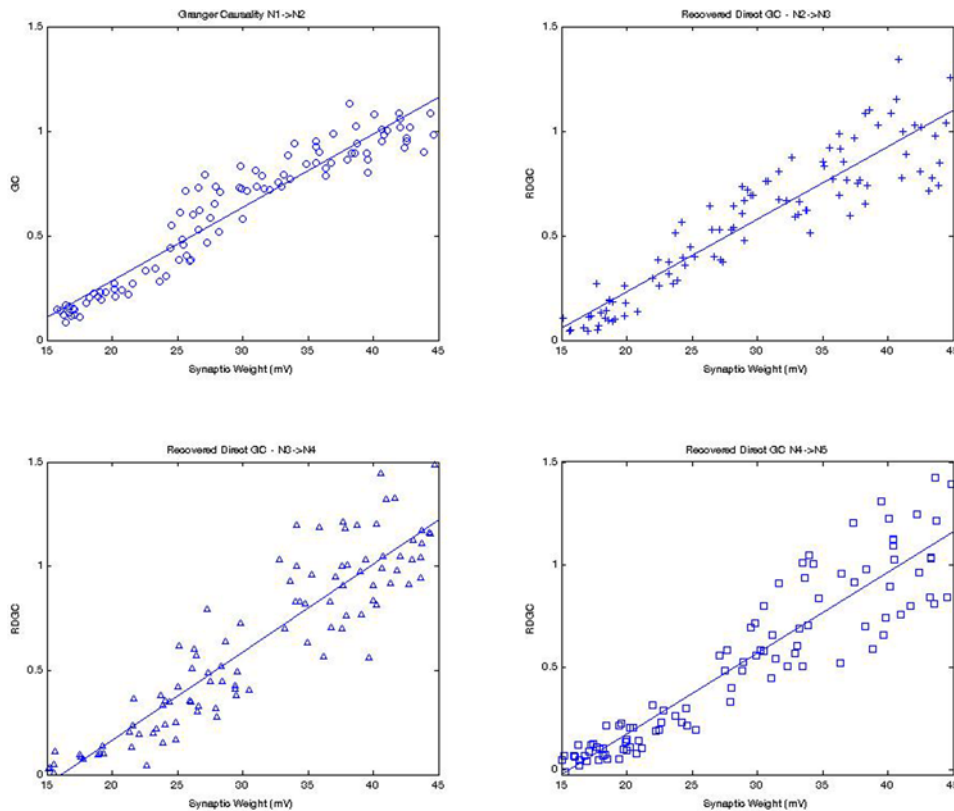 Granger Causality N1->N2
1.5
1
0.5
0
GC
15 20 25 30 35 40 45
Synaptic Weight (mV)
Recovered Direct GC - N2->N3
1.5
1
0.5
0
RDGC
15 20 25 30 35 40 45
Synaptic Weight (mV)
Recovered Direct GC - N3->N4
1.5
1
0.5
0
RDGC
15 20 25 30 35 40 45
Synaptic Weight (mV)
Recovered Direct GC N4->N5
1.5
1
0.5
0
RDGC
15 20 25 30 35 40 45
Synaptic Weight (mV)